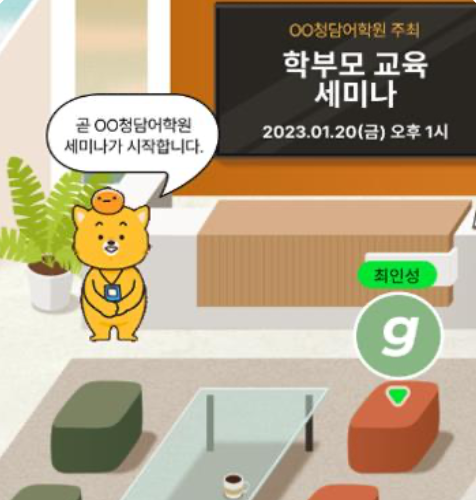 OO청담어학원 주최
학부모 교육
세미나
2023.01.20(금) 오후 1시
곧 OO청담어학원
세미나가 시작합니다.
최인성
g